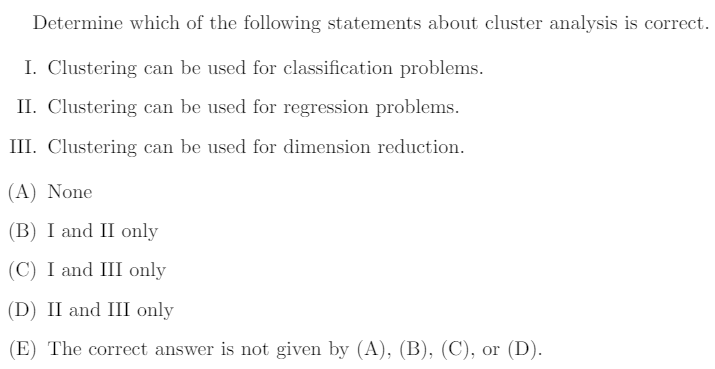 Determine which of the following statements about cluster analysis is correct.
I. Clustering can be used for classification problems.
II. Clustering can be used for regression problems.
III. Clustering can be used for dimension reduction.
(A) None
(B) I and II only
(C) I and III only
(D) II and III only
(E) The correct answer is not given by (A), (B), (C), or (D).